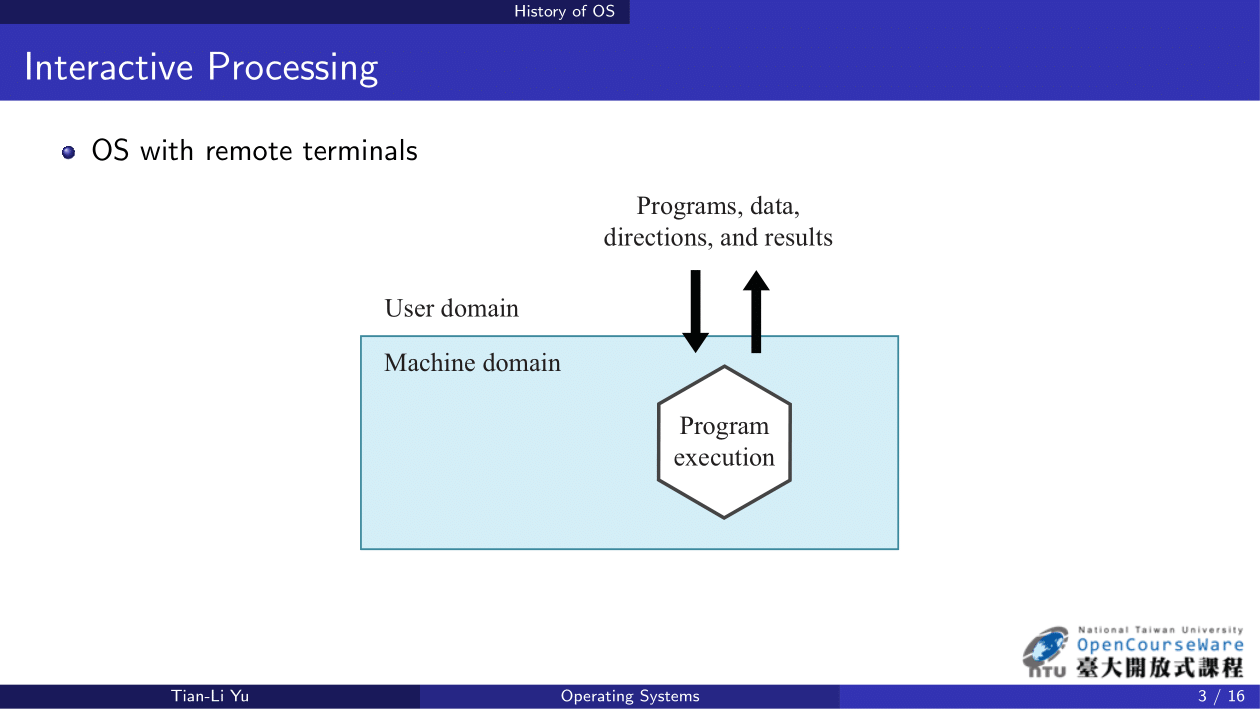 History of OS
Interactive Processing
OS with remote terminals
Programs, data,
directions, and results
User domain
Machine domain
Program
execution
National Taiwan University
OpenCourseWare
NTU
臺大開放式課程
Tian-Li Yu
Operating Systems
3 / 16